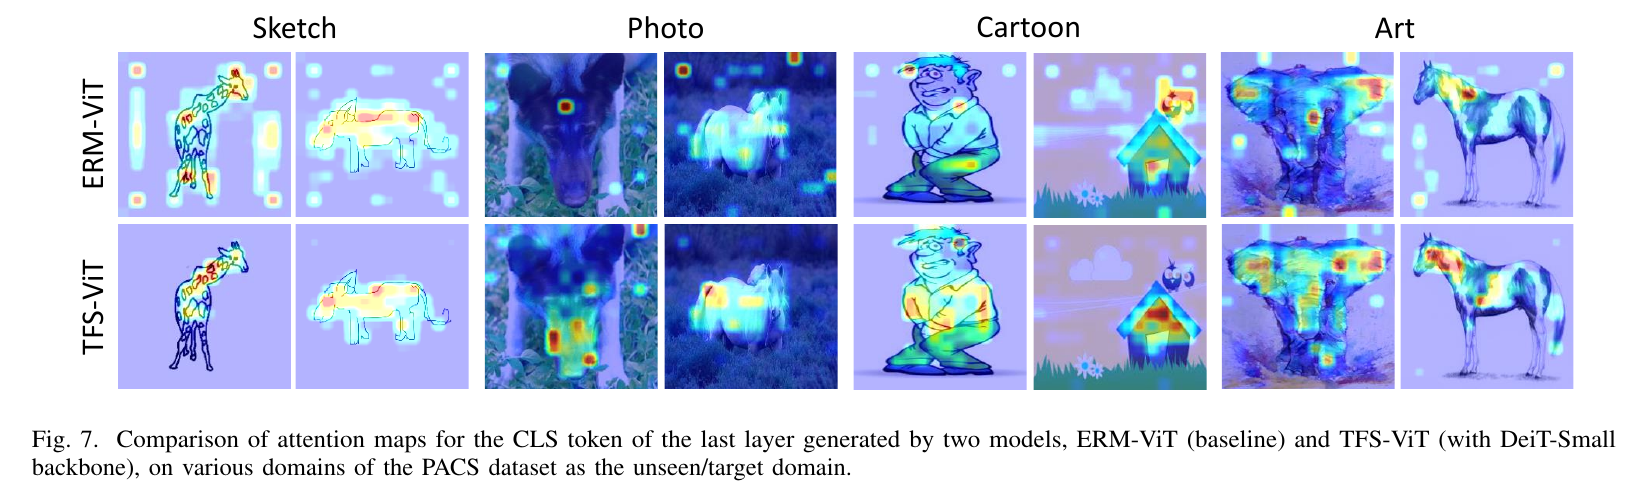 Sketch Photo Cartoon Art
ERM-ViT
TFS-ViT
Fig. 7. Comparison of attention maps for the CLS token of the last layer generated by two models, ERM-ViT (baseline) and TFS-ViT (with DeiT-Small
backbone), on various domains of the PACS dataset as the unseen/target domain.